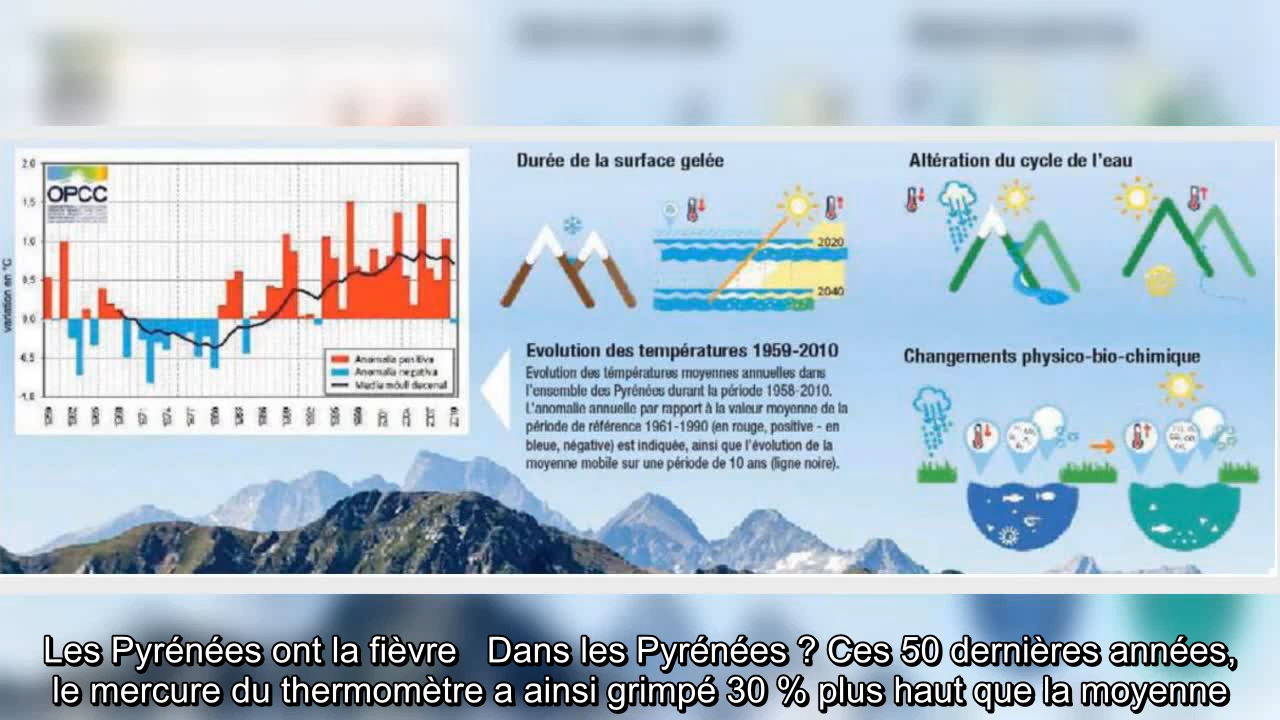 2.0
1.5
1.0
0.5
0.0
-0.5
-1.0
variation en °C
OPCC
Anomalia positiva
Anomalia negativa
Media móvil decenal
Durée de la surface gelée
2020
2040
Altération du cycle de l'eau
Evolution des températures 1959-2010
Evolution des températures moyennes annuelles dans
l'ensemble des Pyrénées durant la période 1958-2010.
L'anomalie annuelle par rapport à la valeur moyenne de la
période de référence 1961-1990 (en rouge, positive - en
bleue, négative) est indiquée, ainsi que l'évolution de la
moyenne mobile sur une période de 10 ans (ligne noire).
Changements physico-bio-chimique
Les Pyrénées ont la fièvre Dans les Pyrénées ? Ces 50 dernières années,
le mercure du thermomètre a ainsi grimpé 30 % plus haut que la moyenne